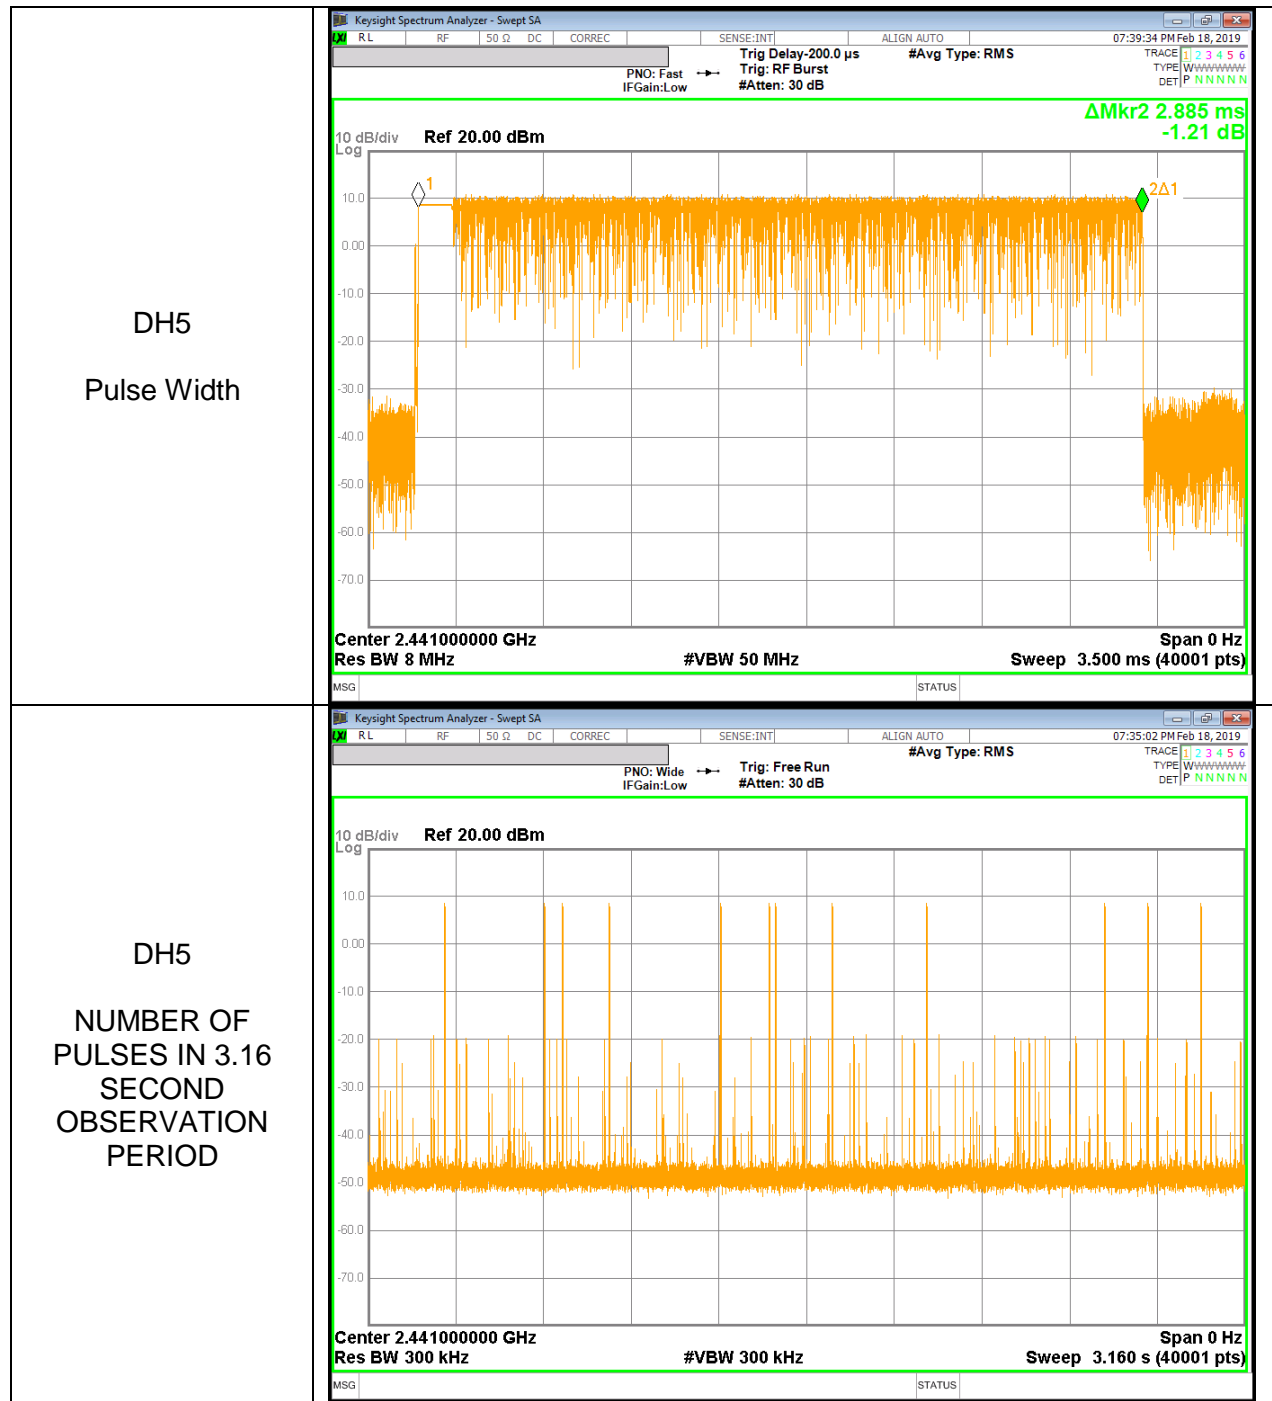 DH5
Pulse Width
Keysight Spectrum Analyzer - Swept SA
LXI RL RF 50 Ω DC CORREC SENSE:INT ALIGN AUTO 07:39:34 PM Feb 18, 2019
Trig Delay-200.0 µs #Avg Type: RMS TRACE 1 2 3 4 5 6
PNO: Fast Trig: RF Burst TYPE WWWWWWW
IFGain:Low #Atten: 30 dB DET P N N N N N
ΔMkr2 2.885 ms
-1.21 dB
10 dB/div Ref 20.00 dBm
Log
1
2Δ1
10.0
0.00
-10.0
-20.0
-30.0
-40.0
-50.0
-60.0
-70.0
Center 2.441000000 GHz Span 0 Hz
Res BW 8 MHz #VBW 50 MHz Sweep 3.500 ms (40001 pts)
MSG STATUS
DH5
NUMBER OF
PULSES IN 3.16
SECOND
OBSERVATION
PERIOD
Keysight Spectrum Analyzer - Swept SA
LXI RL RF 50 Ω DC CORREC SENSE:INT ALIGN AUTO 07:35:02 PM Feb 18, 2019
#Avg Type: RMS TRACE 1 2 3 4 5 6
PNO: Wide Trig: Free Run TYPE WWWWWWW
IFGain:Low #Atten: 30 dB DET P N N N N N
10 dB/div Ref 20.00 dBm
Log
10.0
0.00
-10.0
-20.0
-30.0
-40.0
-50.0
-60.0
-70.0
Center 2.441000000 GHz Span 0 Hz
Res BW 300 kHz #VBW 300 kHz Sweep 3.160 s (40001 pts)
MSG STATUS